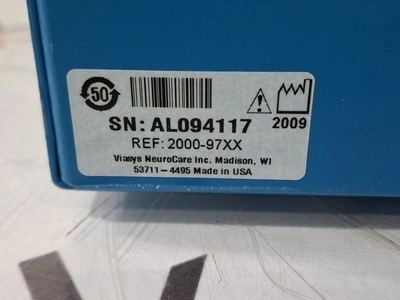 50
SN: AL094117
2009
REF: 2000-97XX
Viasys NeuroCare Inc. Madison, WI
53711-4495 Made in USA